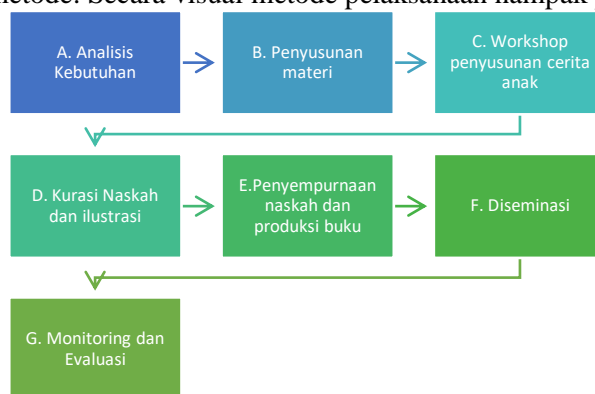 metode. Secara visual metode pelaksanaan nampak
A. Analisis
Kebutuhan
B. Penyusunan
materi
C. Workshop
penyusunan cerita
anak
D. Kurasi Naskah
dan ilustrasi
E.Penyempurnaan
naskah dan
produksi buku
F. Diseminasi
G. Monitoring dan
Evaluasi